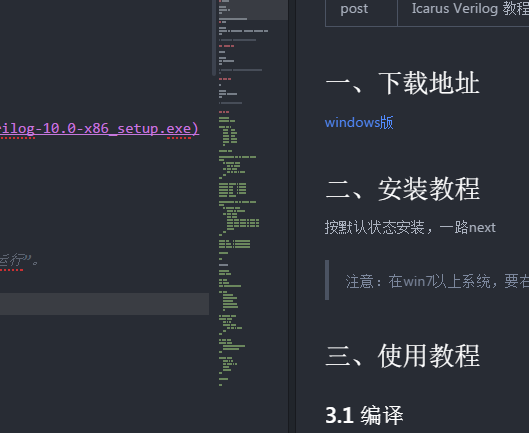 post
Icarus Verilog 教程
一、下载地址
ilog-10.0-x86_setup.exe)
windows版
二、安装教程
按默认状态安装，一路next
运行”。
注意：在win7以上系统，要右
三、使用教程
3.1 编译